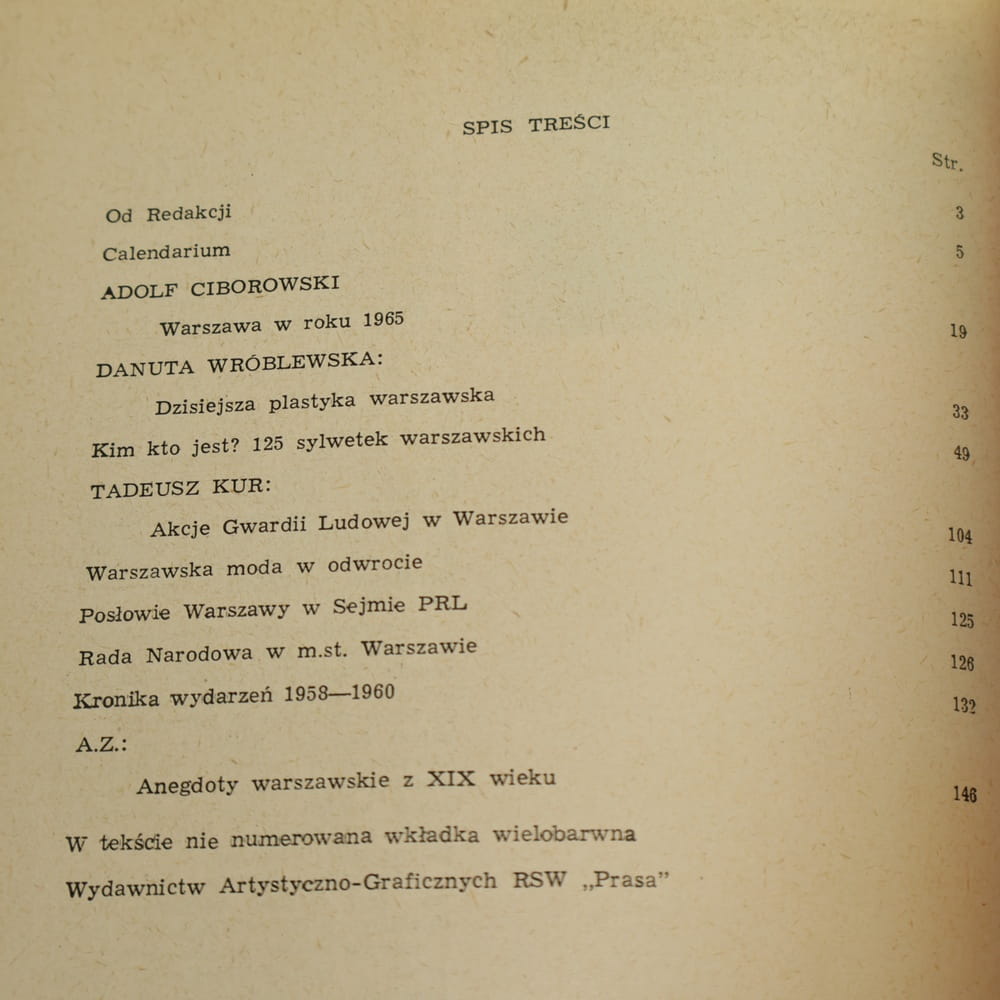 SPIS TREŚCI
Str.
Od Redakcji 3
Calendarium 5
ADOLF CIBOROWSKI
Warszawa w roku 1965 19
DANUTA WRÓBLEWSKA:
Dzisiejsza plastyka warszawska 33
Kim kto jest? 125 sylwetek warszawskich 49
TADEUSZ KUR:
Akcje Gwardii Ludowej w Warszawie 104
Warszawska moda w odwrocie 111
Posłowie Warszawy w Sejmie PRL 125
Rada Narodowa w m.st. Warszawie 126
Kronika wydarzeń 1958—1960 132
A.Z.:
Anegdoty warszawskie z XIX wieku 146
W tekście nie numerowana wkładka wielobarwna
Wydawnictw Artystyczno-Graficznych RSW „Prasa”